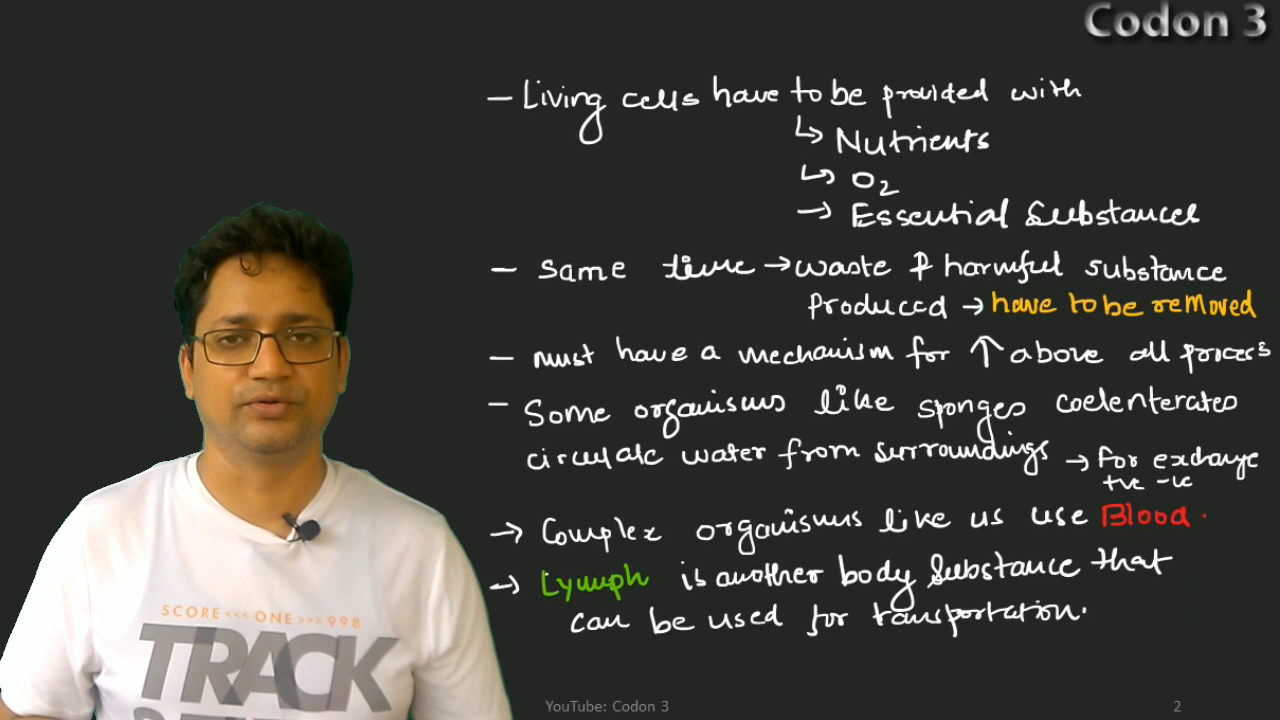 Codon 3
– Living cells have to be provided with
↳ Nutrients
↳ O₂
→ Essential Substances
– Same time → waste & harmful substance
Produced → have to be removed
– must have a mechanism for ↑ above all process
– Some organisms like sponges coelenterates
circulate water from surroundings → for exchange
+ve -ve
→ Complex organisms like us use Blood.
→ Lymph is another body substance that
can be used for transportation.
SCORE <<< ONE >>> 998
TRACK
YouTube: Codon 3 2